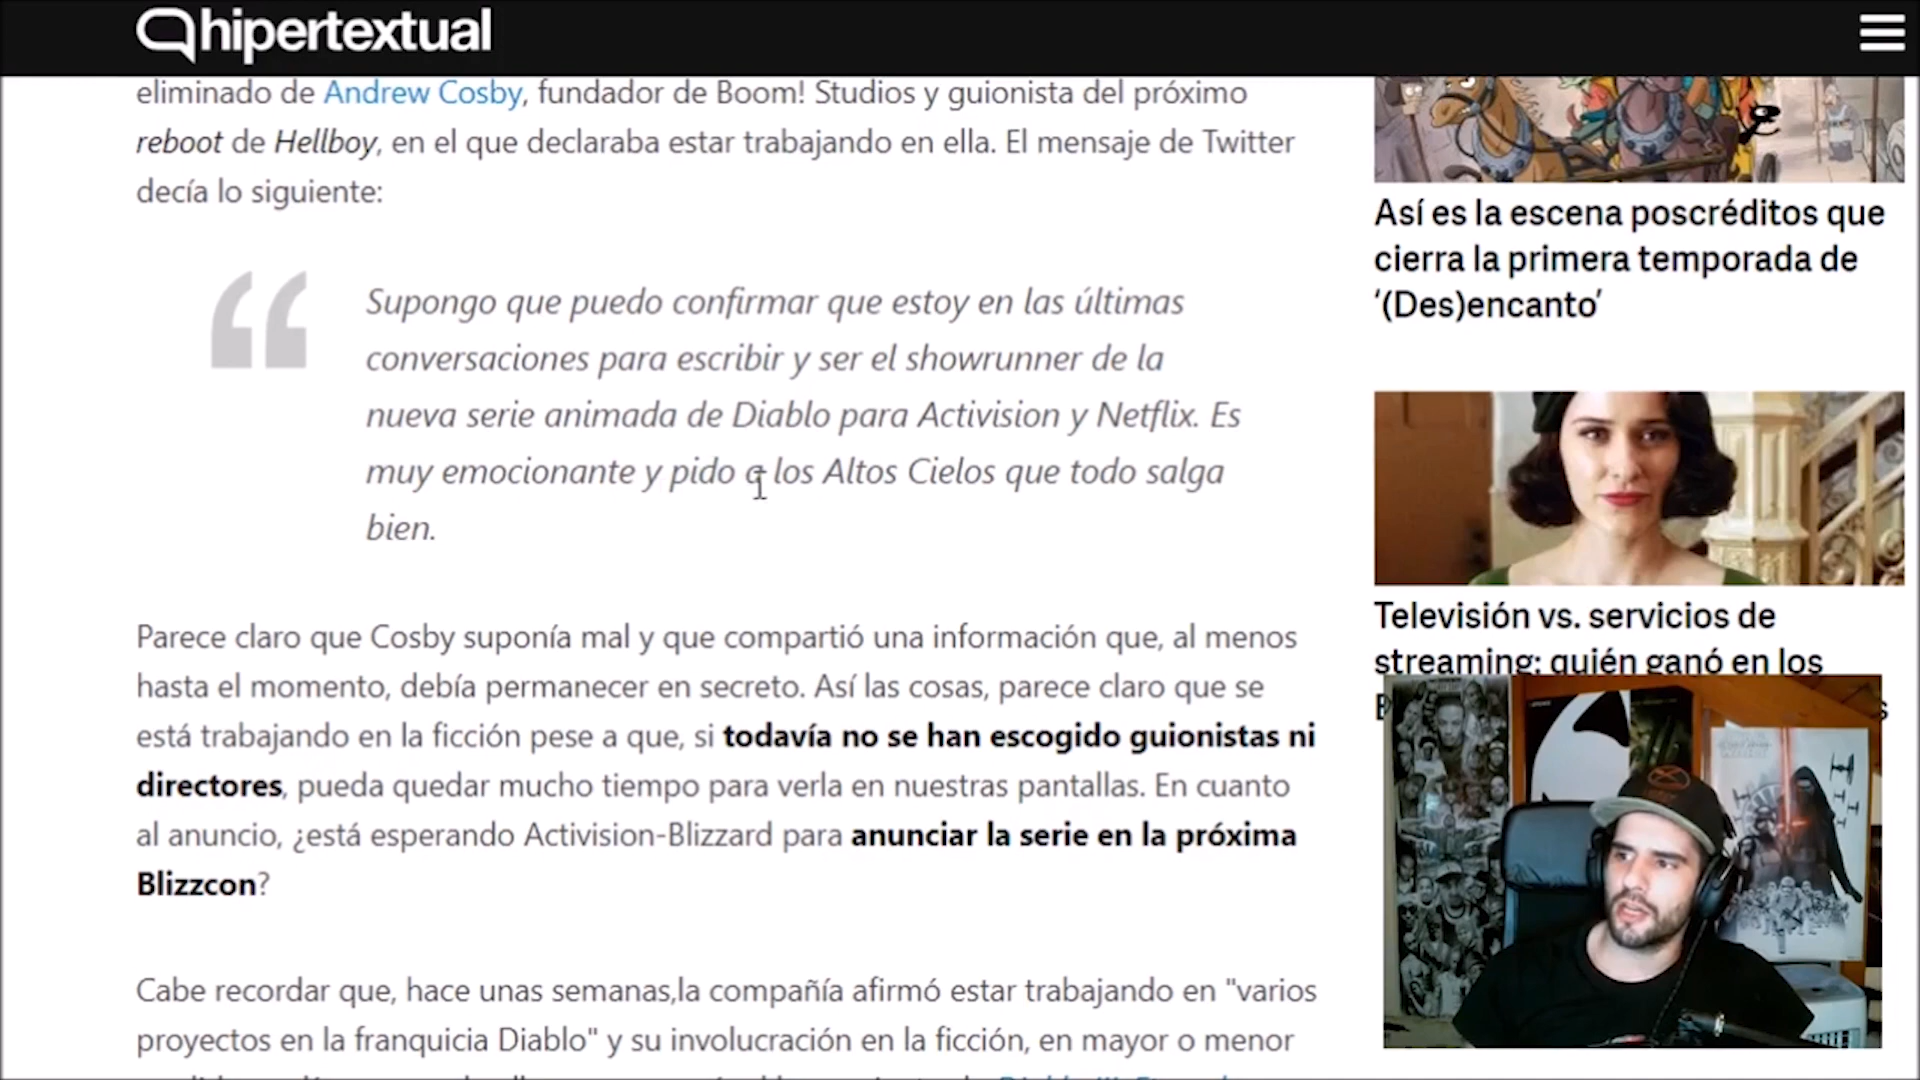 hipertextual
eliminado de Andrew Cosby, fundador de Boom! Studios y guionista del próximo
reboot de Hellboy, en el que declaraba estar trabajando en ella. El mensaje de Twitter
decía lo siguiente:
“
Supongo que puedo confirmar que estoy en las últimas
conversaciones para escribir y ser el showrunner de la
nueva serie animada de Diablo para Activision y Netflix. Es
muy emocionante y pido a los Altos Cielos que todo salga
bien.
Parece claro que Cosby suponía mal y que compartió una información que, al menos
hasta el momento, debía permanecer en secreto. Así las cosas, parece claro que se
está trabajando en la ficción pese a que, si todavía no se han escogido guionistas ni
directores, pueda quedar mucho tiempo para verla en nuestras pantallas. En cuanto
al anuncio, ¿está esperando Activision-Blizzard para anunciar la serie en la próxima
Blizzcon?
Cabe recordar que, hace unas semanas,la compañía afirmó estar trabajando en "varios
proyectos en la franquicia Diablo" y su involucración en la ficción, en mayor o menor
Así es la escena poscréditos que
cierra la primera temporada de
‘(Des)encanto’
Televisión vs. servicios de
streaming: quién ganó en los